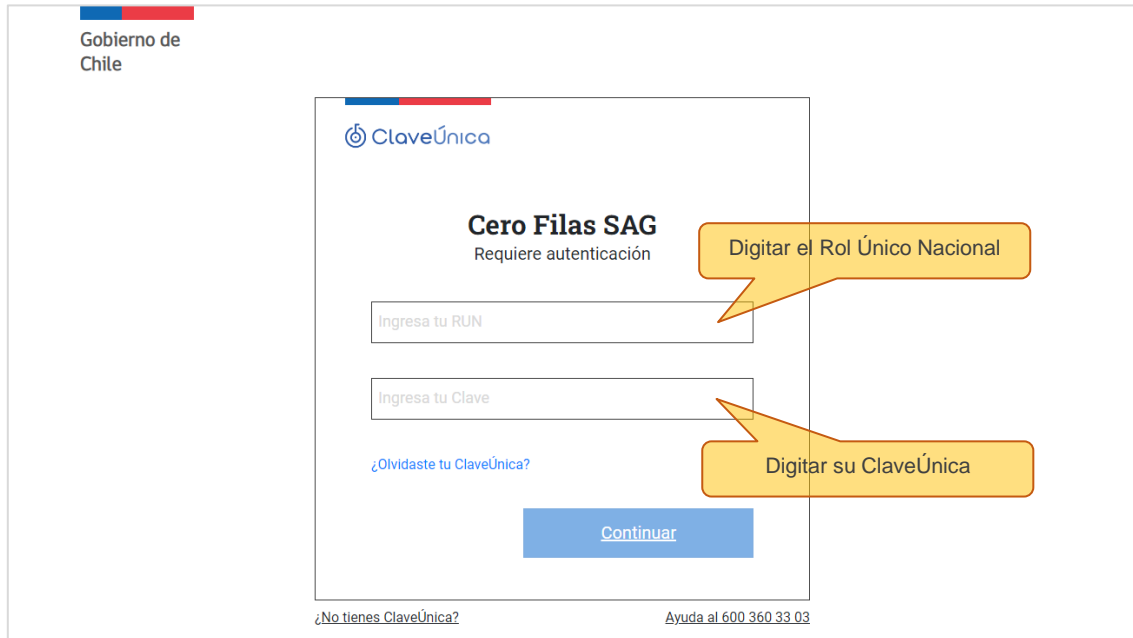 Gobierno de
Chile
ClaveÚnica
Cero Filas SAG
Requiere autenticación
Digitar el Rol Único Nacional
Ingresa tu RUN
Ingresa tu Clave
¿Olvidaste tu ClaveÚnica?
Digitar su ClaveÚnica
Continuar
¿No tienes ClaveÚnica?
Ayuda al 600 360 33 03